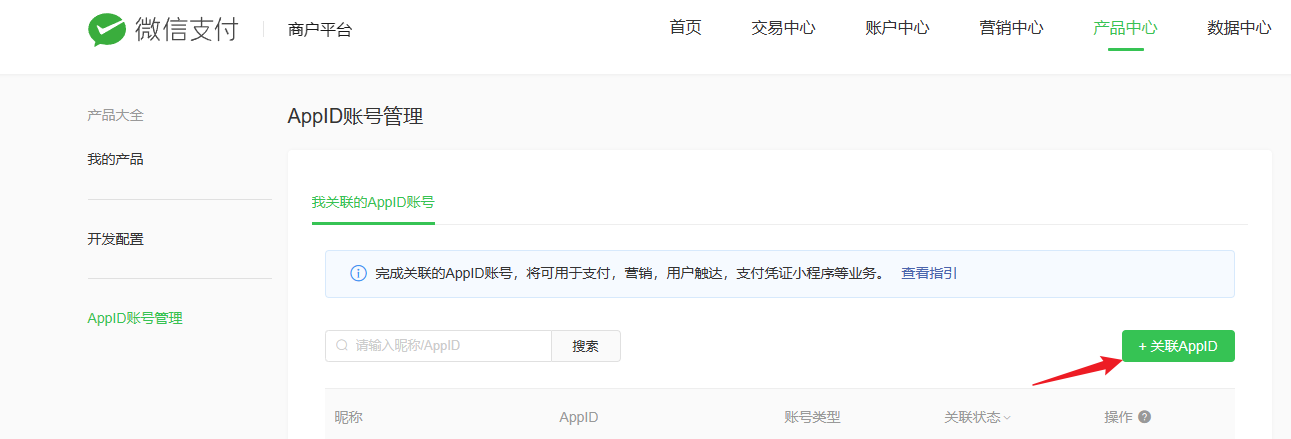 微信支付 商户平台 首页 交易中心 账户中心 营销中心 产品中心 数据中心
产品大全
我的产品
开发配置
AppID账号管理
AppID账号管理
我关联的AppID账号
完成关联的AppID账号，将可用于支付，营销，用户触达，支付凭证小程序等业务。 查看指引
请输入昵称/AppID 搜索 + 关联AppID
昵称 AppID 账号类型 关联状态 操作 ?